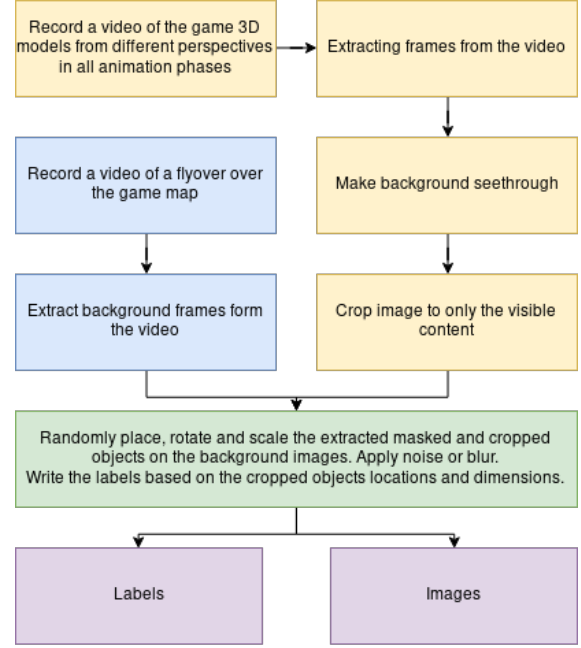 Record a video of the game 3D
models from different perspectives
in all animation phases
Extracting frames from the video
Record a video of a flyover over
the game map
Make background seethrough
Extract background frames form
the video
Crop image to only the visible
content
Randomly place, rotate and scale the extracted masked and cropped
objects on the background images. Apply noise or blur.
Write the labels based on the cropped objects locations and dimensions.
Labels
Images